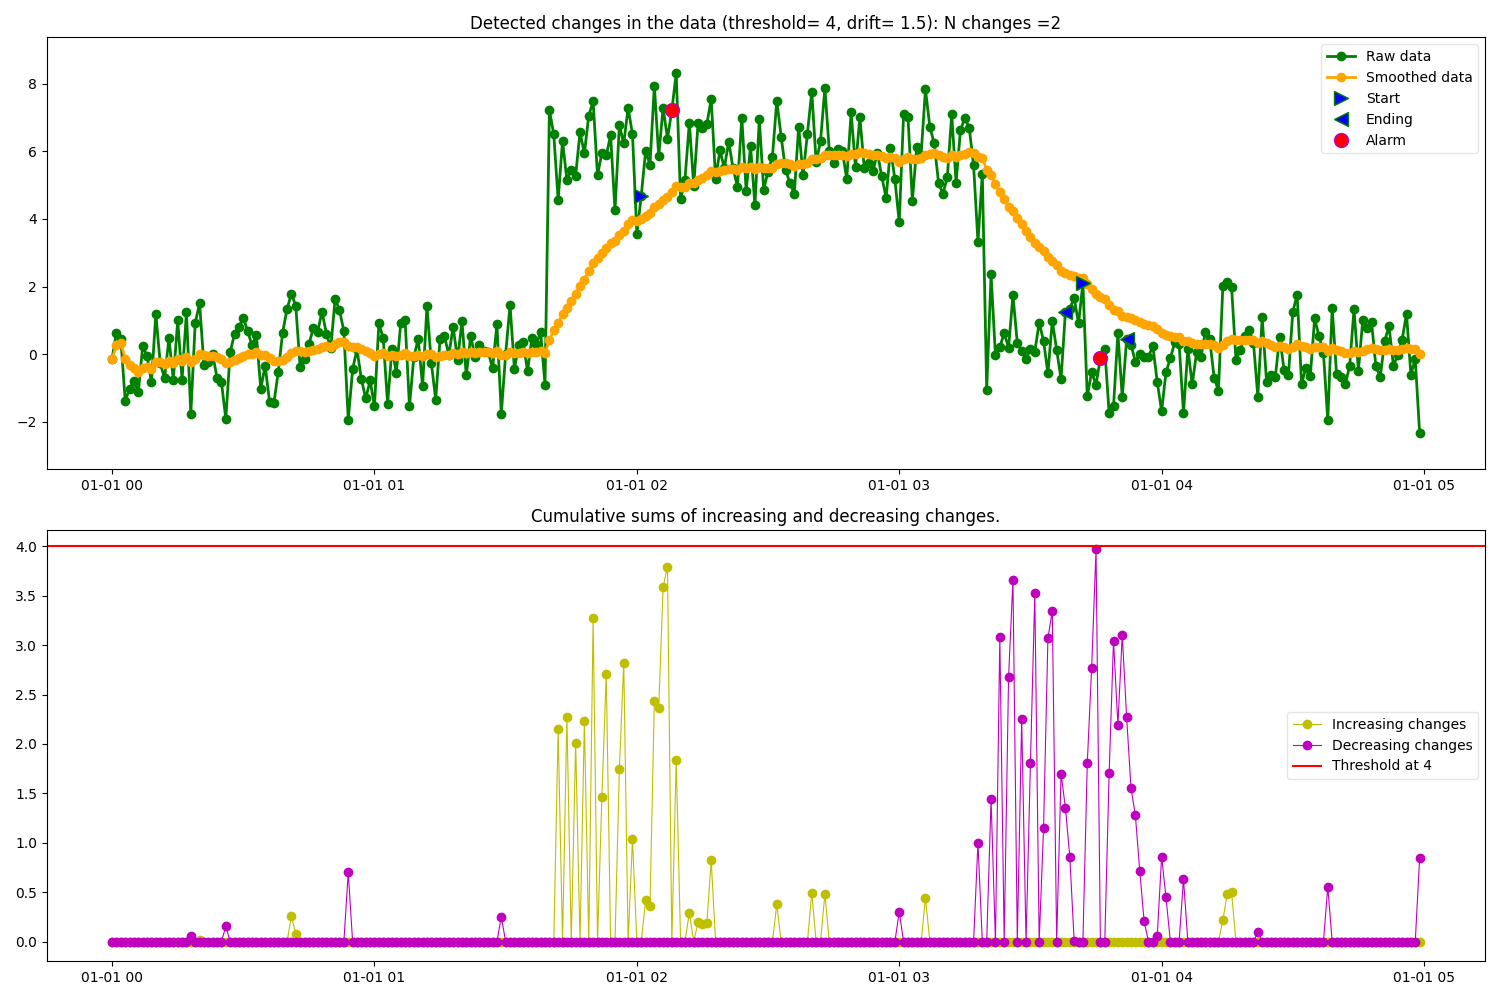 Detected changes in the data (threshold= 4, drift= 1.5): N changes =2
8
6
4
2
0
−2
Raw data
Smoothed data
Start
Ending
Alarm
01-01 00
01-01 01
01-01 02
01-01 03
01-01 04
01-01 05
Cumulative sums of increasing and decreasing changes.
4.0
3.5
3.0
2.5
2.0
1.5
1.0
0.5
0.0
Increasing changes
Decreasing changes
Threshold at 4
01-01 00
01-01 01
01-01 02
01-01 03
01-01 04
01-01 05